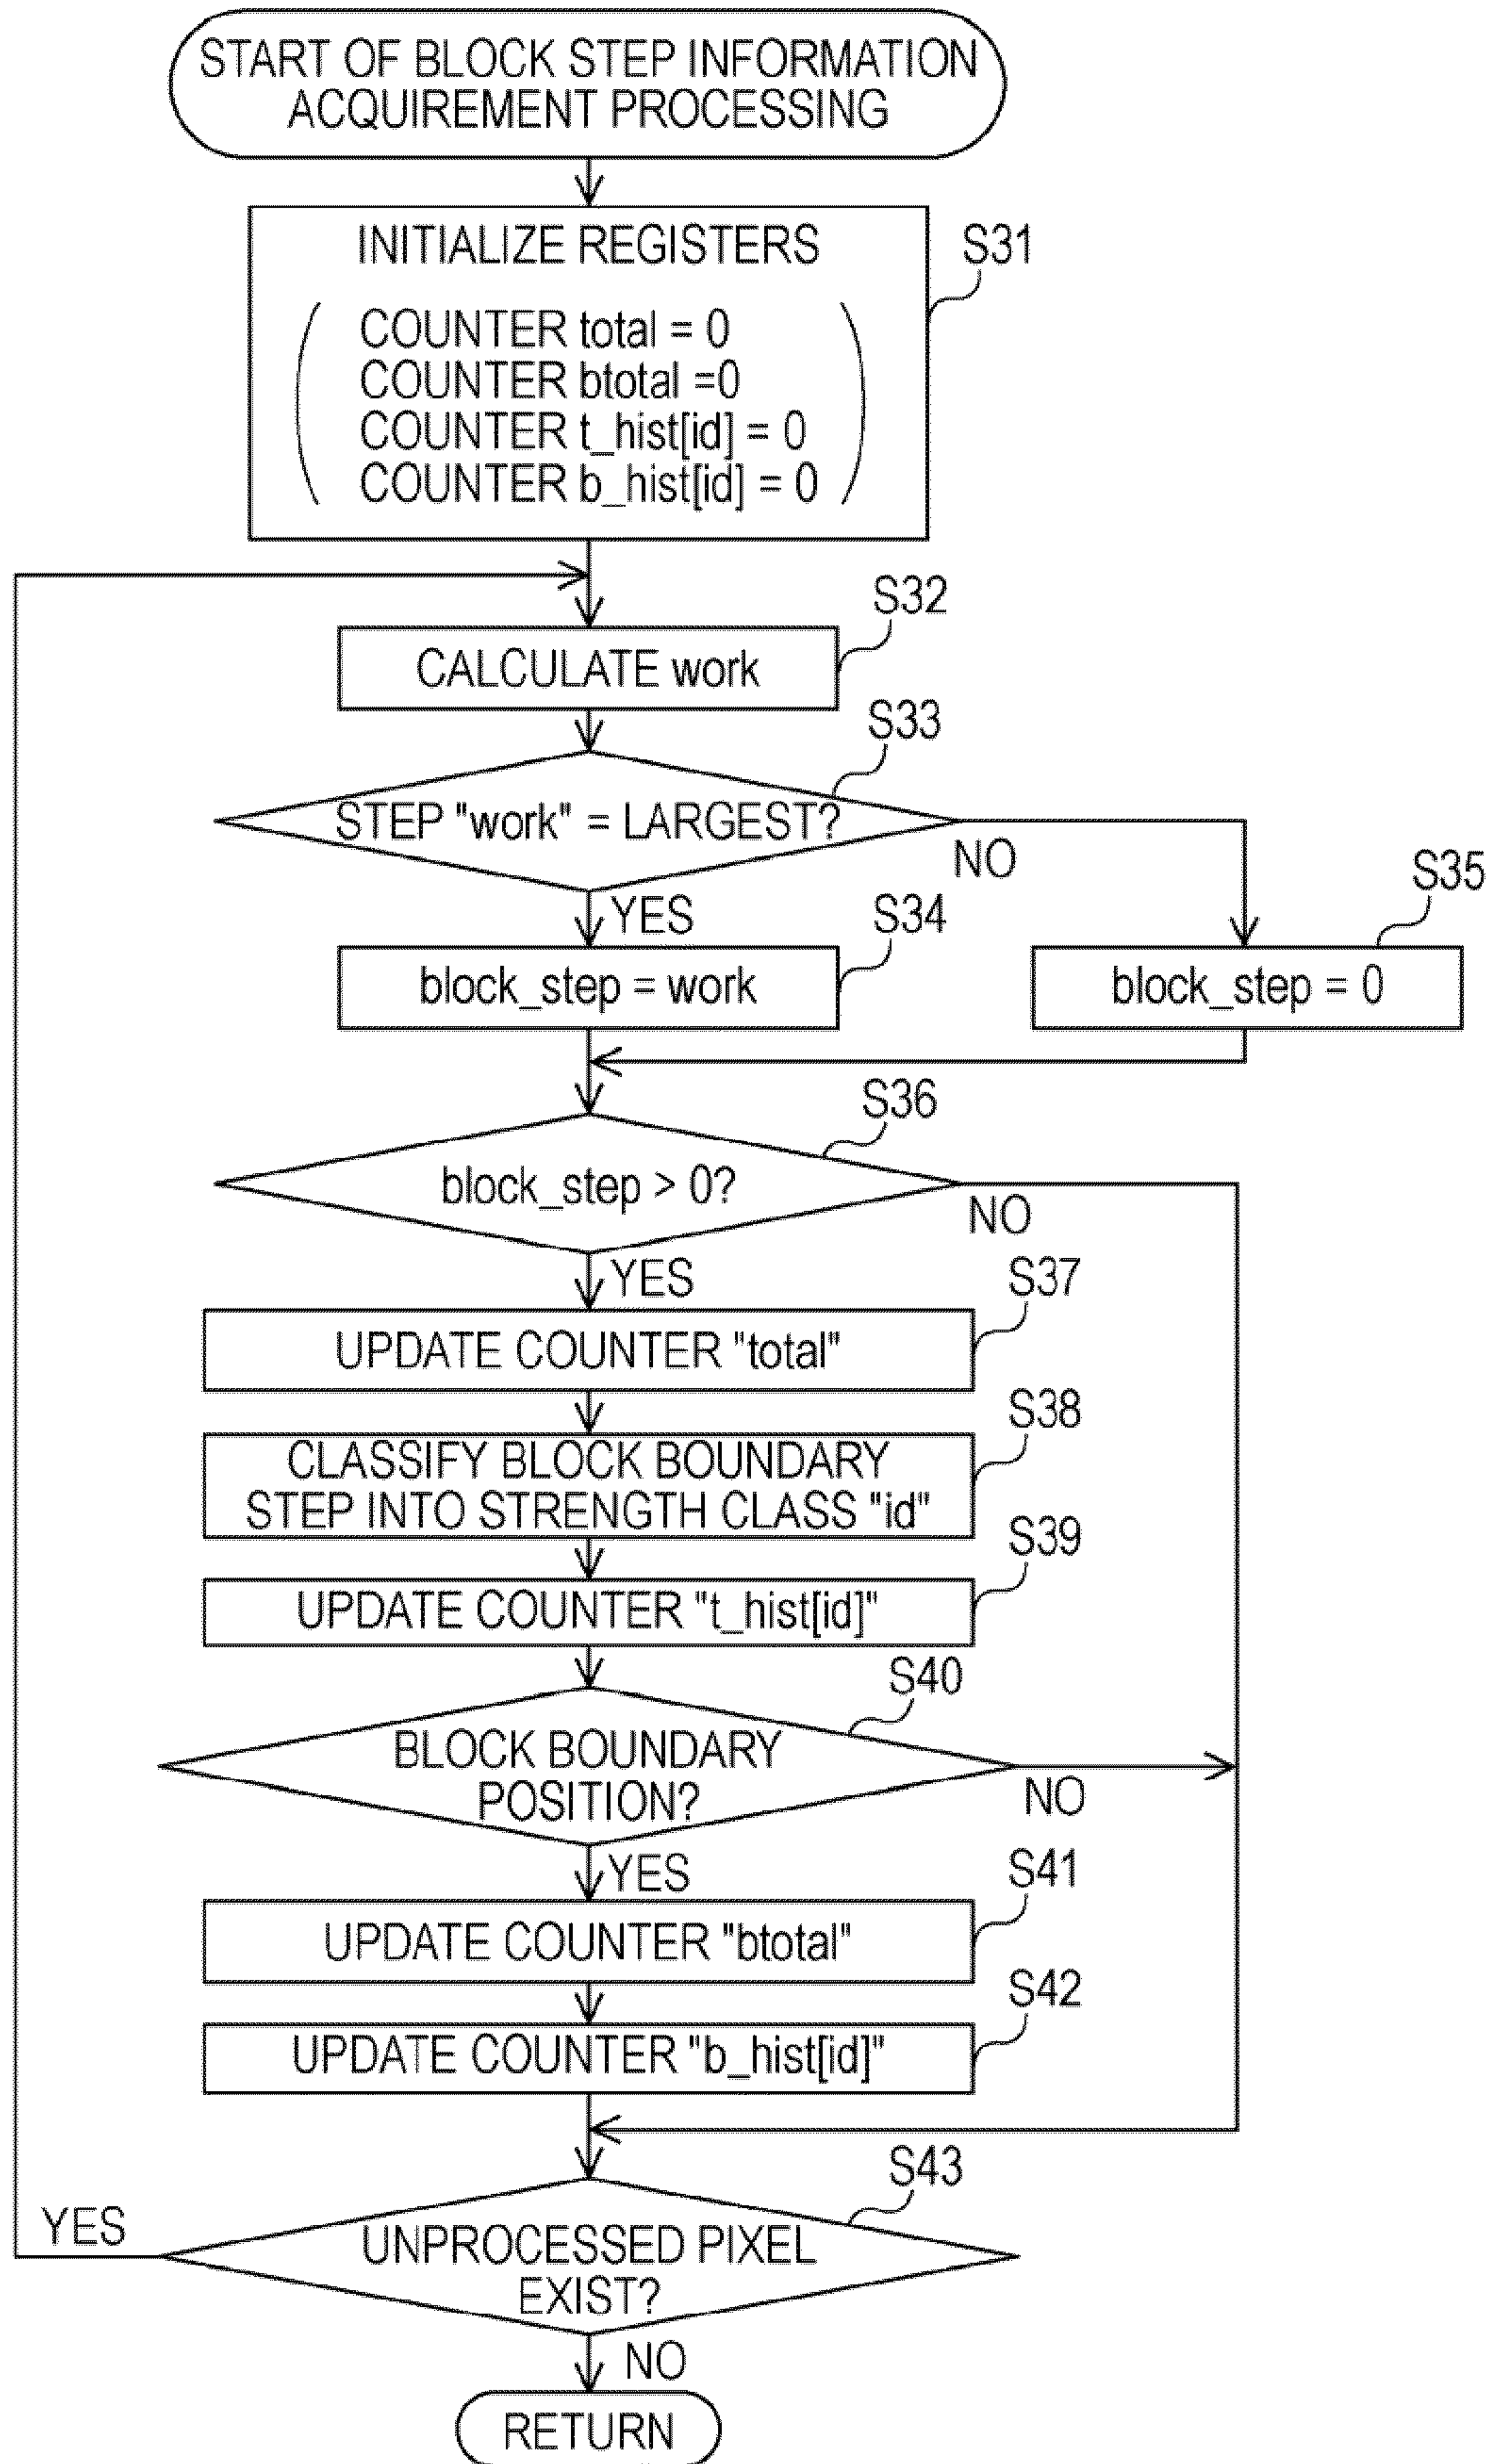 START OF BLOCK STEP INFORMATION
ACQUIREMENT PROCESSING
INITIALIZE REGISTERS
S31
COUNTER total = 0
COUNTER btotal =0
COUNTER t_hist[id] = 0
COUNTER b_hist[id] = 0
S32
CALCULATE work
S33
STEP "work" = LARGEST?
NO
YES
S34
S35
block_step = work
block_step = 0
S36
block_step > 0?
NO
YES
S37
UPDATE COUNTER "total"
S38
CLASSIFY BLOCK BOUNDARY
STEP INTO STRENGTH CLASS "id"
S39
UPDATE COUNTER "t_hist[id]"
S40
BLOCK BOUNDARY
POSITION?
NO
YES
S41
UPDATE COUNTER "btotal"
S42
UPDATE COUNTER "b_hist[id]"
S43
YES
UNPROCESSED PIXEL
EXIST?
NO
RETURN